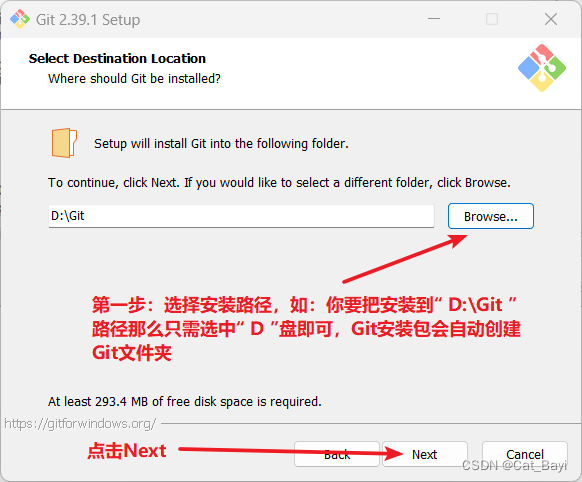 Git 2.39.1 Setup
Select Destination Location
Where should Git be installed?
Setup will install Git into the following folder.
To continue, click Next. If you would like to select a different folder, click Browse.
D:\Git
Browse...
第一步：选择安装路径，如：你要把安装到“ D:\Git ”
路径那么只需选中“ D ”盘即可，Git安装包会自动创建
Git文件夹
At least 293.4 MB of free disk space is required.
https://gitforwindows.org/
点击Next
Back
Next
Cancel
CSDN @Cat_Bayi